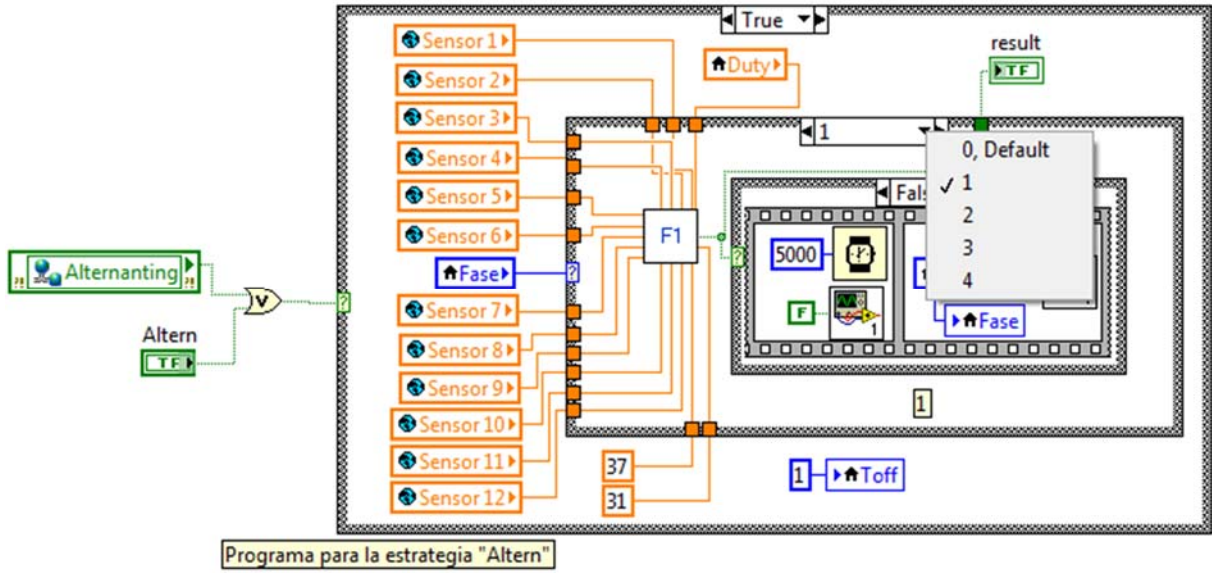 True
Sensor 1
Sensor 2
Sensor 3
Sensor 4
Sensor 5
Sensor 6
Fase
Sensor 7
Sensor 8
Sensor 9
Sensor 10
Sensor 11
Sensor 12
Duty
result
TF
1
0, Default
1
2
3
4
Fals
F1
5000
F
1
Fase
1
37
31
1
Toff
?!
Alternanting
?!
V
Altern
TF
?
?
?
Programa para la estrategia "Altern"